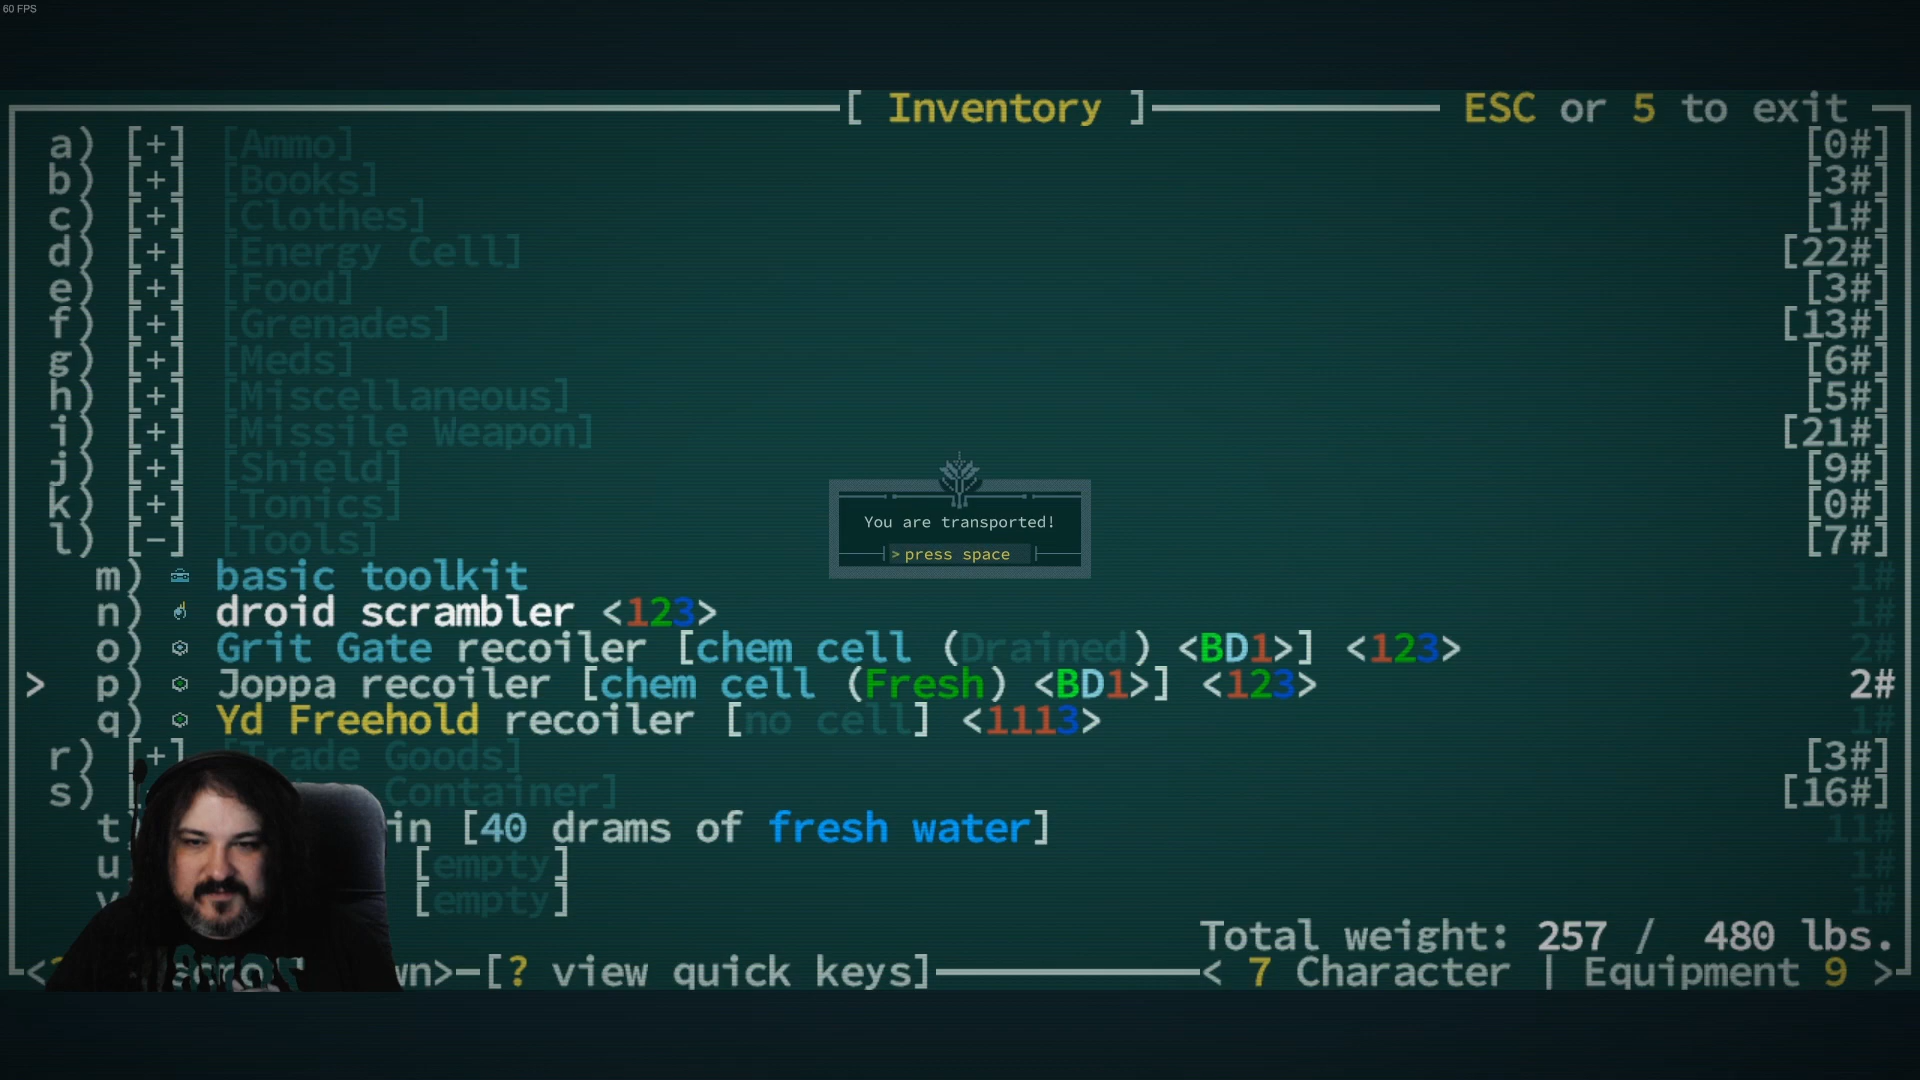 60 FPS
[ Inventory ] ESC or 5 to exit
a) [+] [Ammo] [0#]
b) [+] [Books] [3#]
c) [+] [Clothes] [1#]
d) [+] [Energy Cell] [22#]
e) [+] [Food] [3#]
f) [+] [Grenades] [13#]
g) [+] [Meds] [6#]
h) [+] [Miscellaneous] [5#]
i) [+] [Missile Weapon] [21#]
j) [+] [Shield] [9#]
k) [+] [Tonics] [0#]
You are transported!
l) [-] [Tools] [7#]
> press space
m) basic toolkit 1#
n) droid scrambler <123> 1#
o) Grit Gate recoiler [chem cell (Drained) <BD1>] <123> 2#
> p) Joppa recoiler [chem cell (Fresh) <BD1>] <123> 2#
q) Yd Freehold recoiler [no cell] <1113> 1#
r) [+] [Trade Goods] [3#]
s) Container] [16#]
t) [40 drams of fresh water] 11#
u) [empty] 1#
[empty] 1#
Total weight: 257 / 480 lbs.
[? view quick keys] < 7 Character | Equipment 9 >